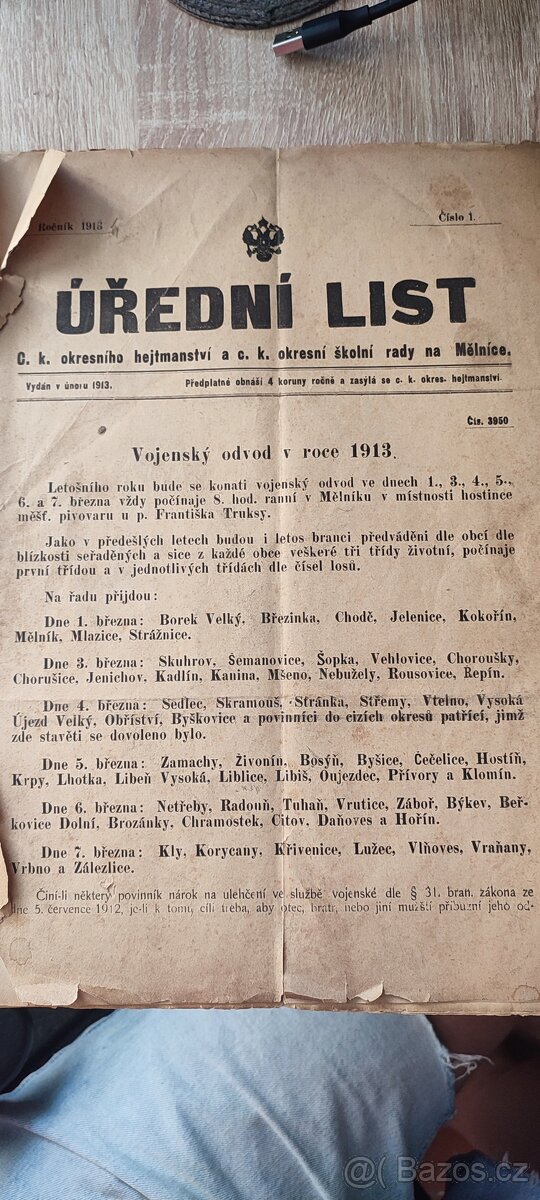 Ročník 1913
Číslo 1.
ÚŘEDNÍ LIST
C. k. okresního hejtmanství a c. k. okresní školní rady na Mělníce.
Vydán v únoru 1913.
Předplatné obnáší 4 koruny ročně a zasýlá se c. k. okres. hejtmanství.
Čís. 3950
Vojenský odvod v roce 1913.
Letošního roku bude se konati vojenský odvod ve dnech 1., 3., 4., 5.,
6. a 7. března vždy počínaje 8. hod. ranní v Mělníku v místnosti hostince
měšť. pivovaru u p. Františka Truksy.
Jako v předešlých letech budou i letos branci předváděni dle obcí dle
blízkosti seřaděných a sice z každé obce veškeré tři třídy životní, počínaje
první třídou a v jednotlivých třídách dle čísel losů.
Na řadu přijdou:
Dne 1. března: Borek Velký, Březinka, Chodč, Jelenice, Kokořín,
Mělník, Mlazice, Strážnice.
Dne 3. března: Skuhrov, Šemanovice, Šopka, Vehlovice, Choroušky,
Chorušice, Jenichov, Kadlín, Kanina, Mšeno, Nebužely, Rousovice, Řepín.
Dne 4. března: Sedlec, Skramouš, Stránka, Střemy, Vtelno, Vysoká
Újezd Velký, Obříství, Byškovice a povinníci do cizích okresů patřící, jimž
zde stavěti se dovoleno bylo.
Dne 5. března: Zamachy, Živonín, Bosýň, Byšice, Čečelice, Hostíň,
Krpy, Lhotka, Libeň Vysoká, Liblice, Libiš, Oujezdec, Přívory a Klomín.
Dne 6. března: Netřeby, Radouň, Tuhaň, Vrutice, Zábоř, Býkev, Beř-
kovice Dolní, Brozánky, Chramostek, Citov, Daňoves a Hořín.
Dne 7. března: Kly, Korycany, Křivenice, Lužec, Vlňoves, Vraňany,
Vrbno a Zálezlice.
Činí-li některý povinník nárok na ulehčení ve službě vojenské dle § 31. bran. zákona ze
dne 5. července 1912, je-li k tomu cíli třeba, aby otec, bratr, nebo jiní mužští příbuzní jeho od-
@( Bazos.cz